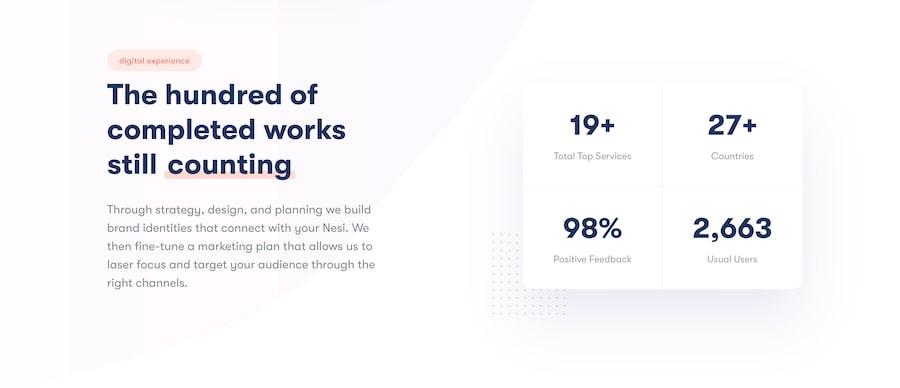 digital experience
The hundred of
completed works
still counting
Through strategy, design, and planning we build
brand identities that connect with your Nesi. We
then fine-tune a marketing plan that allows us to
laser focus and target your audience through the
right channels.
19+
Total Top Services
27+
Countries
98%
Positive Feedback
2,663
Usual Users